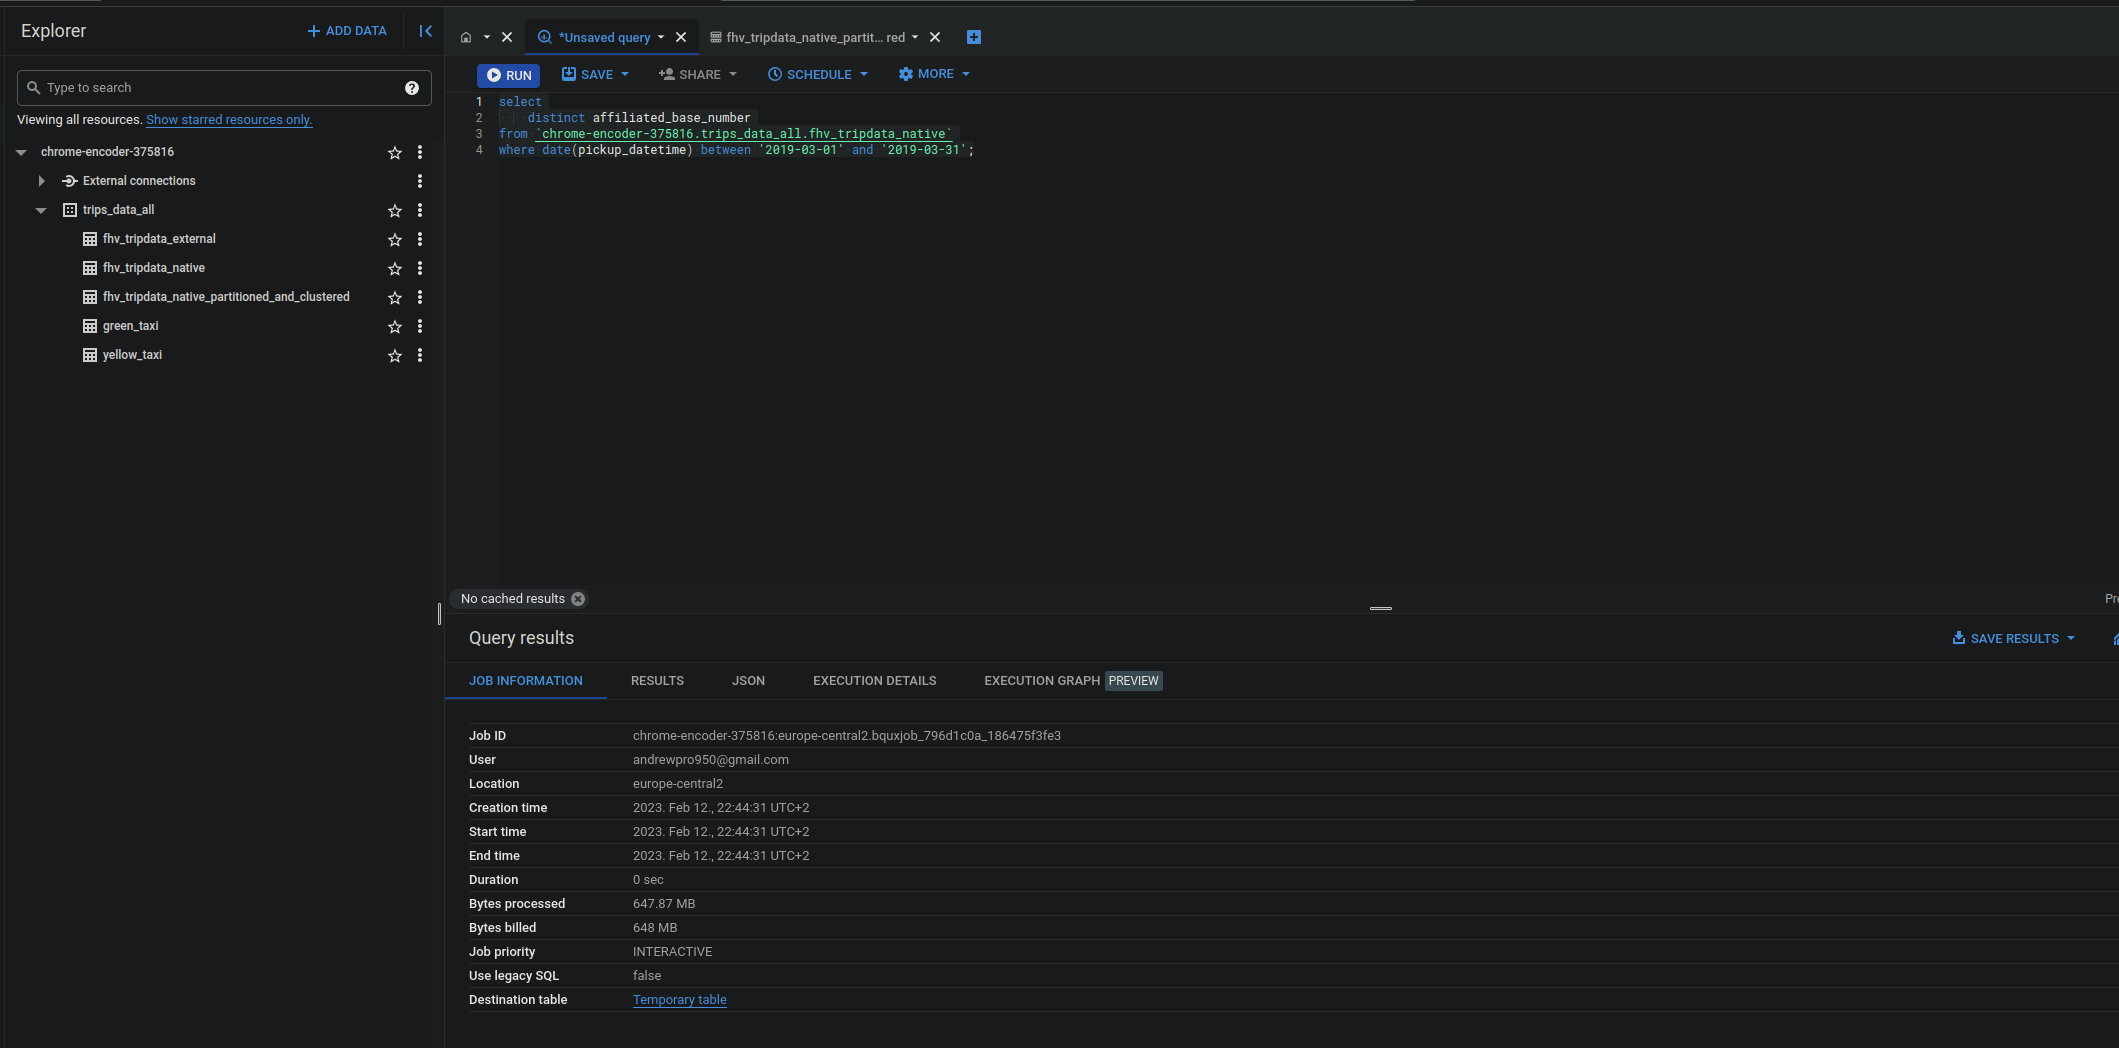 Explorer
ADD DATA
Type to search
Viewing all resources. Show starred resources only.
chrome-encoder-375816
External connections
trips_data_all
fhv_tripdata_external
fhv_tripdata_native
fhv_tripdata_native_partitioned_and_clustered
green_taxi
yellow_taxi
*Unsaved query
fhv_tripdata_native_partit... red
RUN
SAVE
SHARE
SCHEDULE
MORE
1 select
2 distinct affiliated_base_number
3 from `chrome-encoder-375816.trips_data_all.fhv_tripdata_native`
4 where date(pickup_datetime) between '2019-03-01' and '2019-03-31';
No cached results
Query results
SAVE RESULTS
JOB INFORMATION
RESULTS
JSON
EXECUTION DETAILS
EXECUTION GRAPH PREVIEW
Job ID chrome-encoder-375816:europe-central2.bquxjob_796d1c0a_186475f3fe3
User andrewpro950@gmail.com
Location europe-central2
Creation time 2023. Feb 12., 22:44:31 UTC+2
Start time 2023. Feb 12., 22:44:31 UTC+2
End time 2023. Feb 12., 22:44:31 UTC+2
Duration 0 sec
Bytes processed 647.87 MB
Bytes billed 648 MB
Job priority INTERACTIVE
Use legacy SQL false
Destination table Temporary table